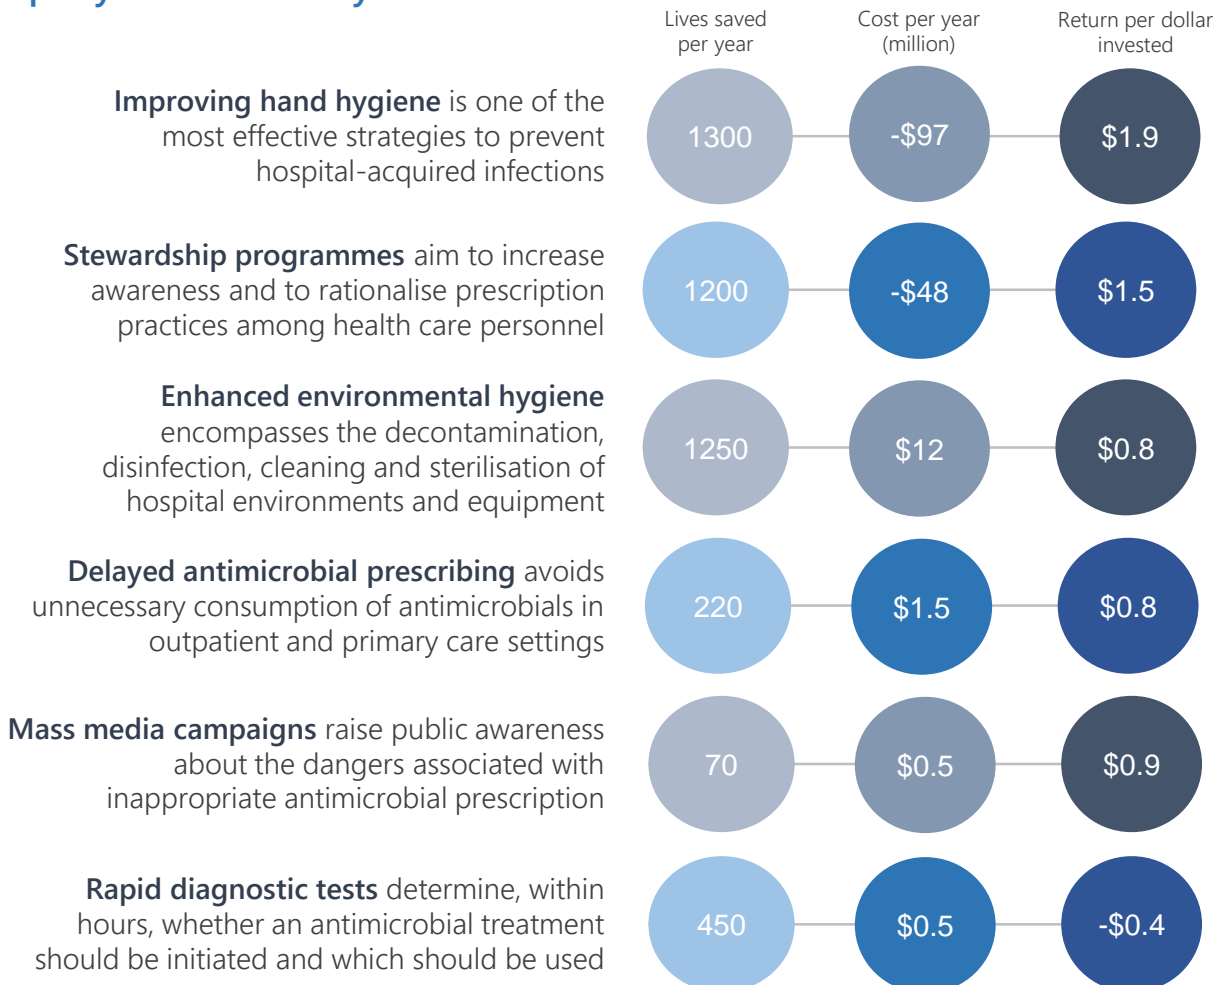 Lives saved
per year
Cost per year
(million)
Return per dollar
invested
Improving hand hygiene is one of the
most effective strategies to prevent
hospital-acquired infections
1300
-$97
$1.9
Stewardship programmes aim to increase
awareness and to rationalise prescription
practices among health care personnel
1200
-$48
$1.5
Enhanced environmental hygiene
encompasses the decontamination,
disinfection, cleaning and sterilisation of
hospital environments and equipment
1250
$12
$0.8
Delayed antimicrobial prescribing avoids
unnecessary consumption of antimicrobials in
outpatient and primary care settings
220
$1.5
$0.8
Mass media campaigns raise public awareness
about the dangers associated with
inappropriate antimicrobial prescription
70
$0.5
$0.9
Rapid diagnostic tests determine, within
hours, whether an antimicrobial treatment
should be initiated and which should be used
450
$0.5
-$0.4